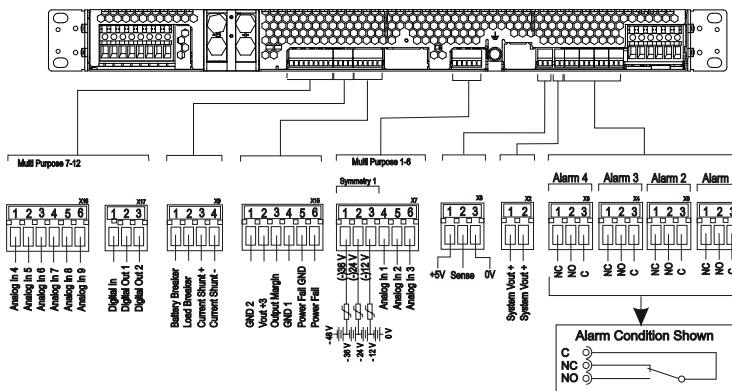 Multi Purpose 7-12
Multi Purpose 1-6
Symmetry 1
Alarm 4
Alarm 3
Alarm 2
Alarm
X16
X17
X9
X15
X7
X8
X2
X3
X4
X5
1 2 3 4 5 6
1 2 3
1 2 3 4
1 2 3 4 5 6
1 2 3 4 5 6
1 2 3
1 2
1 2 3
1 2 3
1 2 3
1 2 3
Analog In 4
Analog In 5
Analog In 6
Analog In 7
Analog In 8
Analog In 9
Digital In
Digital Out 1
Digital Out 2
Battery Breaker
Load Breaker
Current Shunt +
Current Shunt -
GND 2
Vout +3
Output Margin
GND 1
Power Fail GND
Power Fail
(-)36 V
(-)24 V
(-)12 V
Analog In 1
Analog In 2
Analog In 3
- 48 V
- 36 V
- 24 V
- 12 V
0 V
+5V
Sense
0V
System Vout +
System Vout +
NC
NO
C
NC
NO
C
NC
NO
C
NC
NO
C
Alarm Condition Shown
C
NC
NO